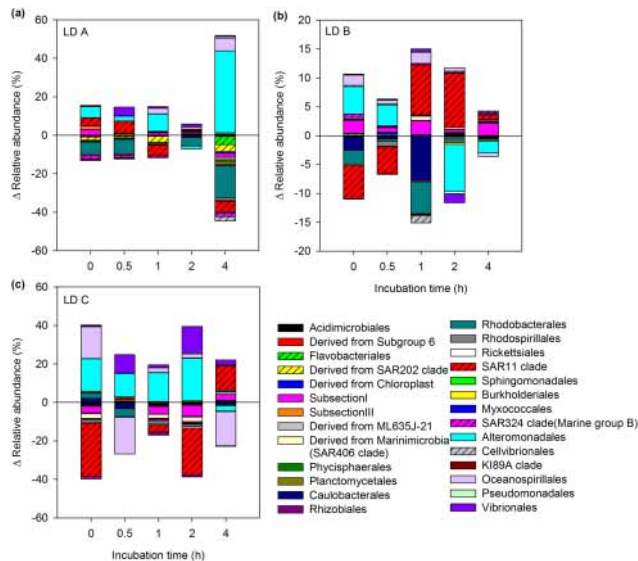 (a)
LD A
60
40
20
0
-20
-40
-60
Δ Relative abundance (%)
0 0.5 1 2 4
(b)
LD B
20
15
10
5
0
-5
-10
-15
-20
Δ Relative abundance (%)
0 0.5 1 2 4
Incubation time (h)
(c)
LD C
60
40
20
0
-20
-40
-60
Δ Relative abundance (%)
0 0.5 1 2 4
Incubation time (h)
Acidimicrobiales
Derived from Subgroup 6
Flavobacteriales
Derived from SAR202 clade
Derived from Chloroplast
SubsectionI
SubsectionIII
Derived from ML635J-21
Derived from Marinimicrobia
(SAR406 clade)
Phycisphaerales
Planctomycetales
Caulobacterales
Rhizobiales
Rhodobacterales
Rhodospirillales
Rickettsiales
SAR11 clade
Sphingomonadales
Burkholderiales
Myxococcales
SAR324 clade(Marine group B)
Alteromonadales
Cellvibrionales
KI89A clade
Oceanospirillales
Pseudomonadales
Vibrionales